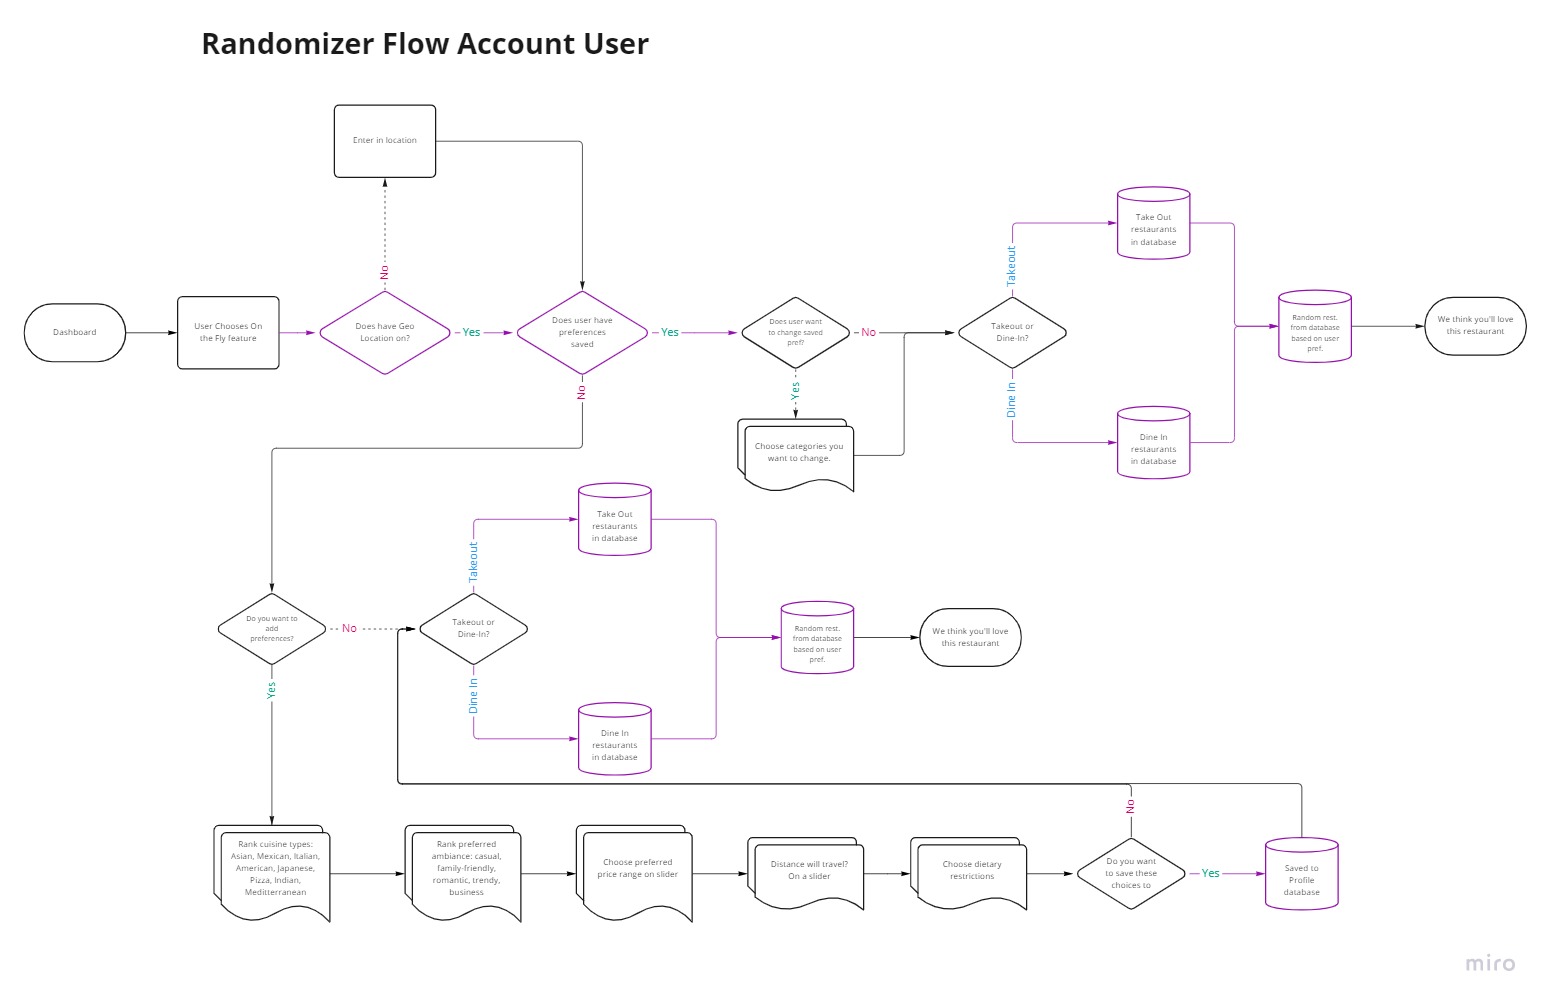 Randomizer Flow Account User
Enter in location
No
Dashboard
User Chooses On
the Fly feature
Does have Geo
Location on?
Yes
Does user have
preferences
saved
Yes
No
Does user want
to change saved
pref?
No
Yes
Choose categories you
want to change.
Takeout or
Dine-In?
Takeout
Dine In
Take Out
restaurants
in database
Dine In
restaurants
in database
Random rest.
from database
based on user
pref.
We think you'll love
this restaurant
Do you want to
add
preferences?
No
Yes
Takeout or
Dine-In?
Takeout
Dine In
Take Out
restaurants
in database
Dine In
restaurants
in database
Random rest.
from database
based on user
pref.
We think you'll love
this restaurant
Rank cuisine types:
Asian, Mexican, Italian,
American, Japanese,
Pizza, Indian,
Meditterranean
Rank preferred
ambiance: casual,
family-friendly,
romantic, trendy,
business
Choose preferred
price range on slider
Distance will travel?
On a slider
Choose dietary
restrictions
Do you want
to save these
choices to
No
Yes
Saved to
Profile
database
miro